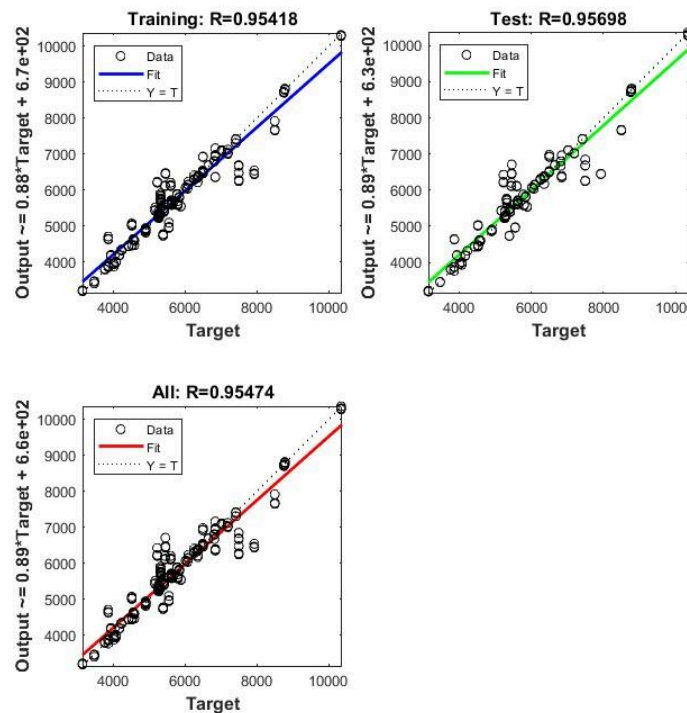 Training: R=0.95418
Output ~= 0.88*Target + 6.7e+02
10000
9000
8000
7000
6000
5000
4000
Data
Fit
Y = T
4000 6000 8000 10000
Target
Test: R=0.95698
Output ~= 0.89*Target + 6.3e+02
10000
9000
8000
7000
6000
5000
4000
Data
Fit
Y = T
4000 6000 8000 10000
Target
All: R=0.95474
Output ~= 0.89*Target + 6.6e+02
10000
9000
8000
7000
6000
5000
4000
Data
Fit
Y = T
4000 6000 8000 10000
Target